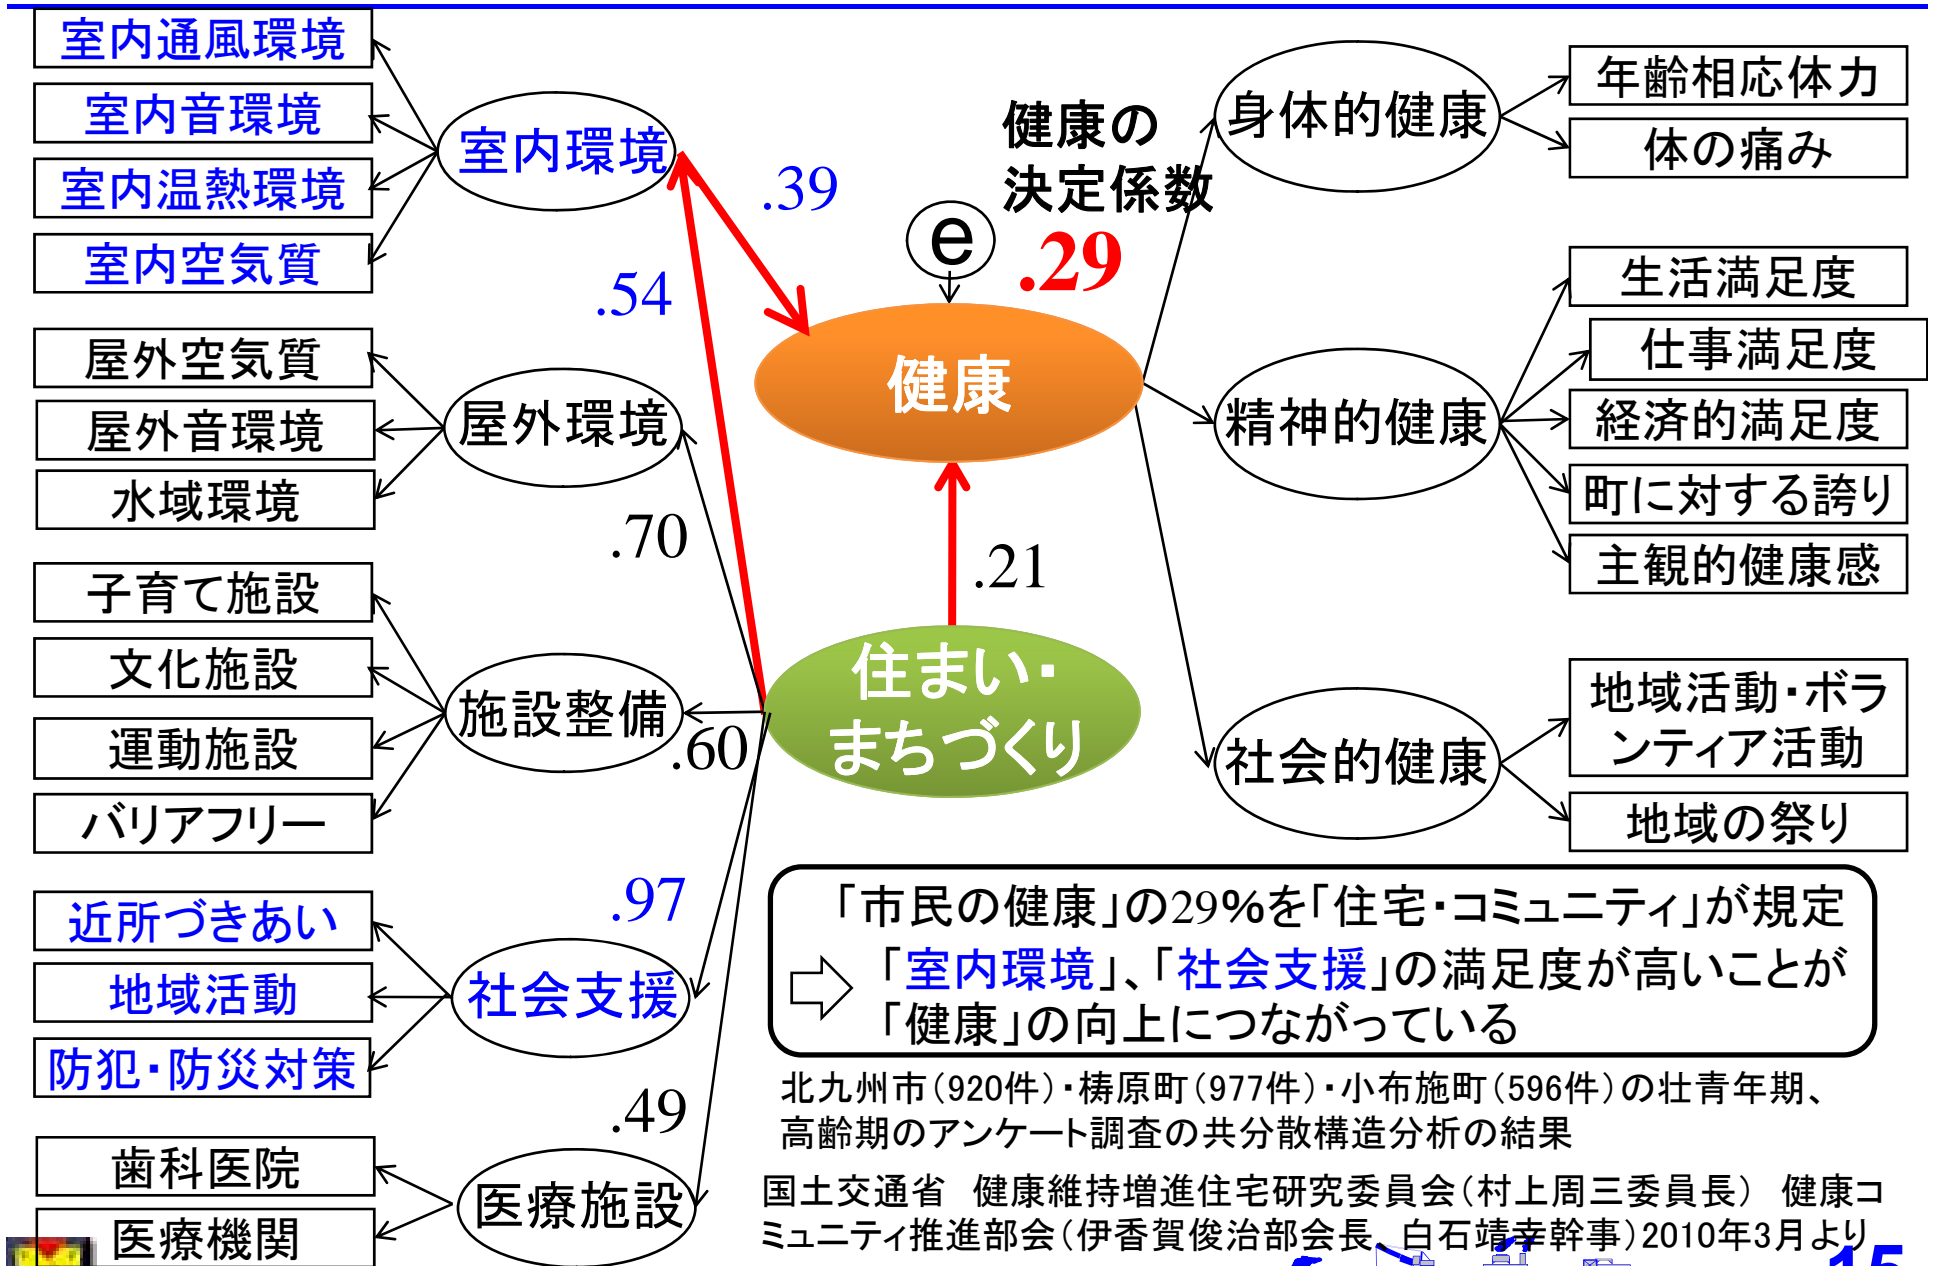 室内通風環境
室内音環境
室内温熱環境
室内空気質
室内環境
屋外空気質
屋外音環境
水域環境
屋外環境
子育て施設
文化施設
運動施設
バリアフリー
施設整備
近所づきあい
地域活動
防犯・防災対策
社会支援
歯科医院
医療機関
医療施設
.39
.54
.70
.60
.97
.49
.21
健康の
決定係数
.29
e
健康
住まい・
まちづくり
身体的健康
年齢相応体力
体の痛み
精神的健康
生活満足度
仕事満足度
経済的満足度
町に対する誇り
主観的健康感
社会的健康
地域活動・ボラ
ンティア活動
地域の祭り
「市民の健康」の29%を「住宅・コミュニティ」が規定
「室内環境」、「社会支援」の満足度が高いことが
「健康」の向上につながっている
北九州市(920件)・梼原町(977件)・小布施町(596件)の壮青年期、
高齢期のアンケート調査の共分散構造分析の結果
国土交通省　健康維持増進住宅研究委員会(村上周三委員長)　健康コ
ミュニティ推進部会(伊香賀俊治部会長、白石靖幸幹事)2010年3月より
15